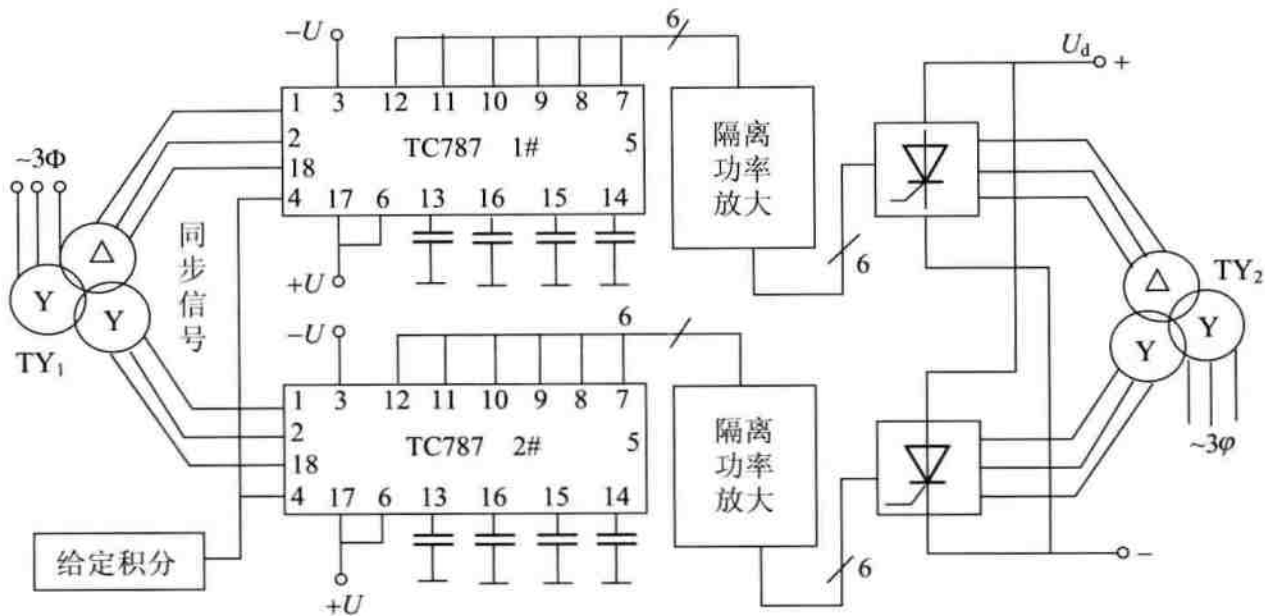 −U
6
1 3 12 11 10 9 8 7
2 TC787 1# 5
18
4 17 6 13 16 15 14
+U
~3Φ
△
Y
Y
TY₁
同步信号
隔离
功率
放大
6
U_d
+
△
Y
Y
TY₂
~3φ
−U
6
1 3 12 11 10 9 8 7
2 TC787 2# 5
18
4 17 6 13 16 15 14
+U
隔离
功率
放大
6
−
给定积分